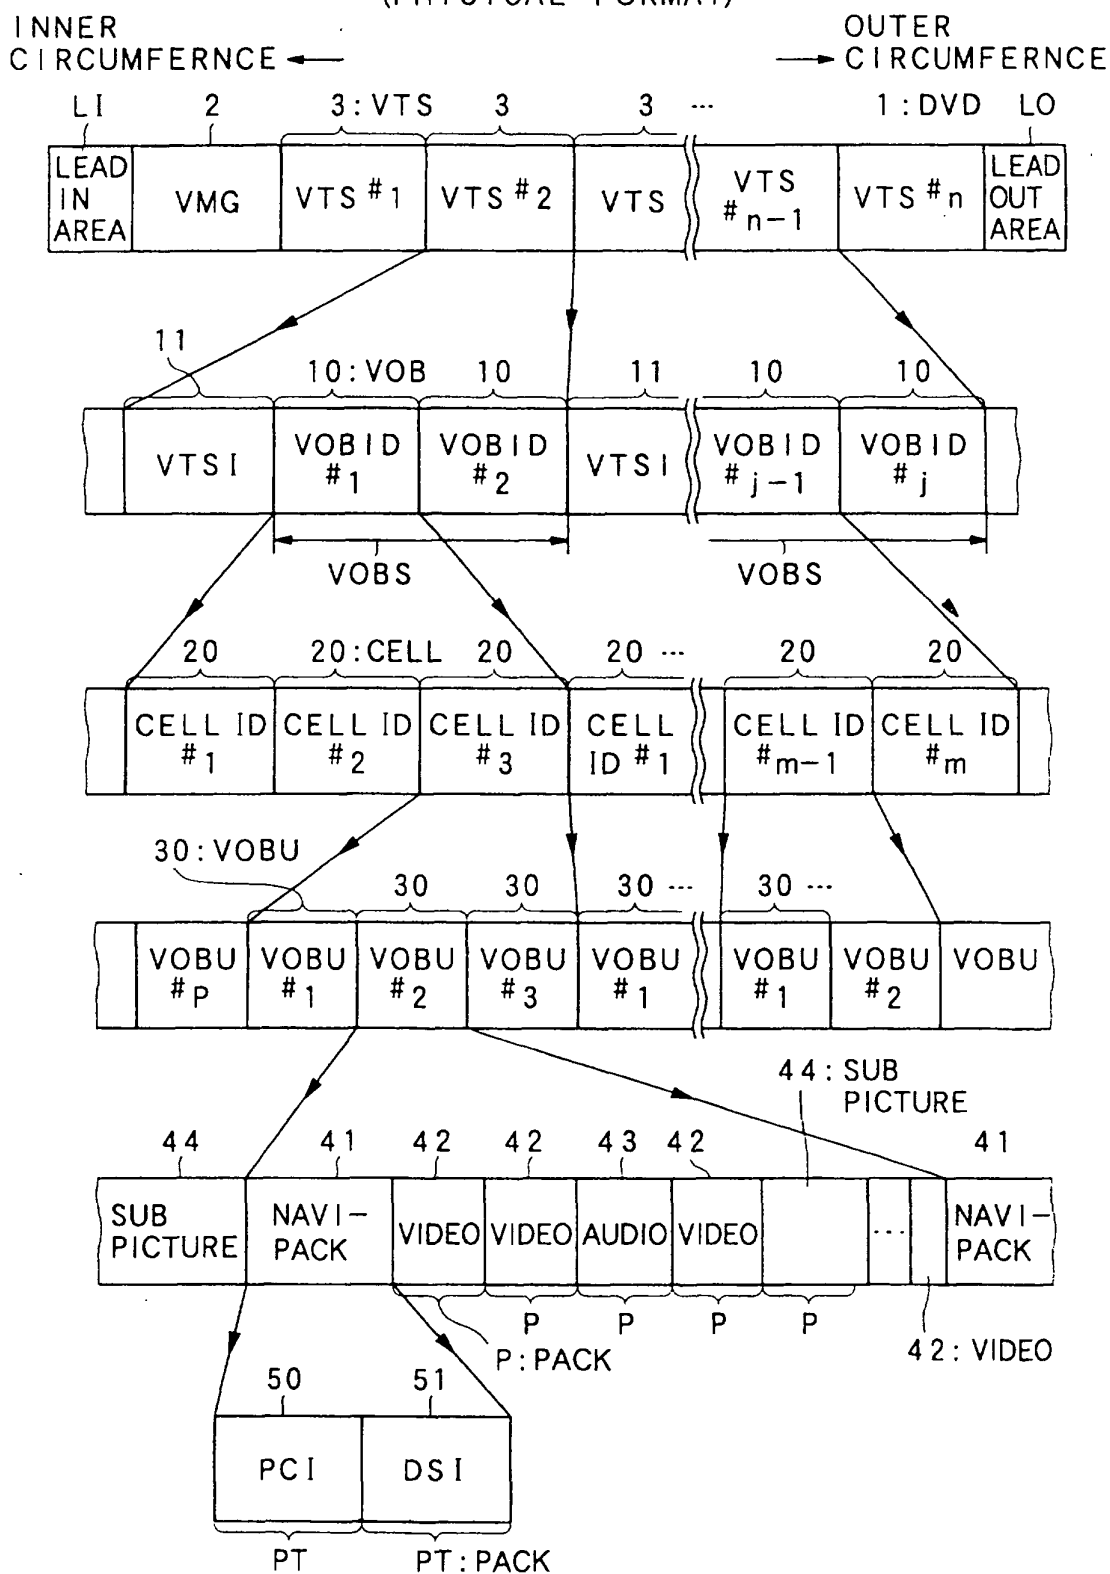 (PHYSICAL FORMAT)
INNER
CIRCUMFERNCE
OUTER
CIRCUMFERNCE
LI 2 3:VTS 3 3 ... 1:DVD LO
LEAD
IN
AREA
VMG
VTS #1
VTS #2
VTS
VTS
#n-1
VTS #n
LEAD
OUT
AREA
11 10:VOB 10 11 10 10
VTSI
VOBID
#1
VOBID
#2
VTSI
VOBID
#j-1
VOBID
#j
VOBS
VOBS
20 20:CELL 20 20 ... 20 20
CELL ID
#1
CELL ID
#2
CELL ID
#3
CELL
ID #1
CELL ID
#m-1
CELL ID
#m
30:VOBU
30 30 30 ... 30 ...
VOBU
#P
VOBU
#1
VOBU
#2
VOBU
#3
VOBU
#1
VOBU
#1
VOBU
#2
VOBU
44:SUB
PICTURE
44 41 42 42 43 42 41
SUB
PICTURE
NAVI-
PACK
VIDEO
VIDEO
AUDIO
VIDEO
...
NAVI-
PACK
P P P P
P:PACK
42:VIDEO
50 51
PCI
DSI
PT PT:PACK